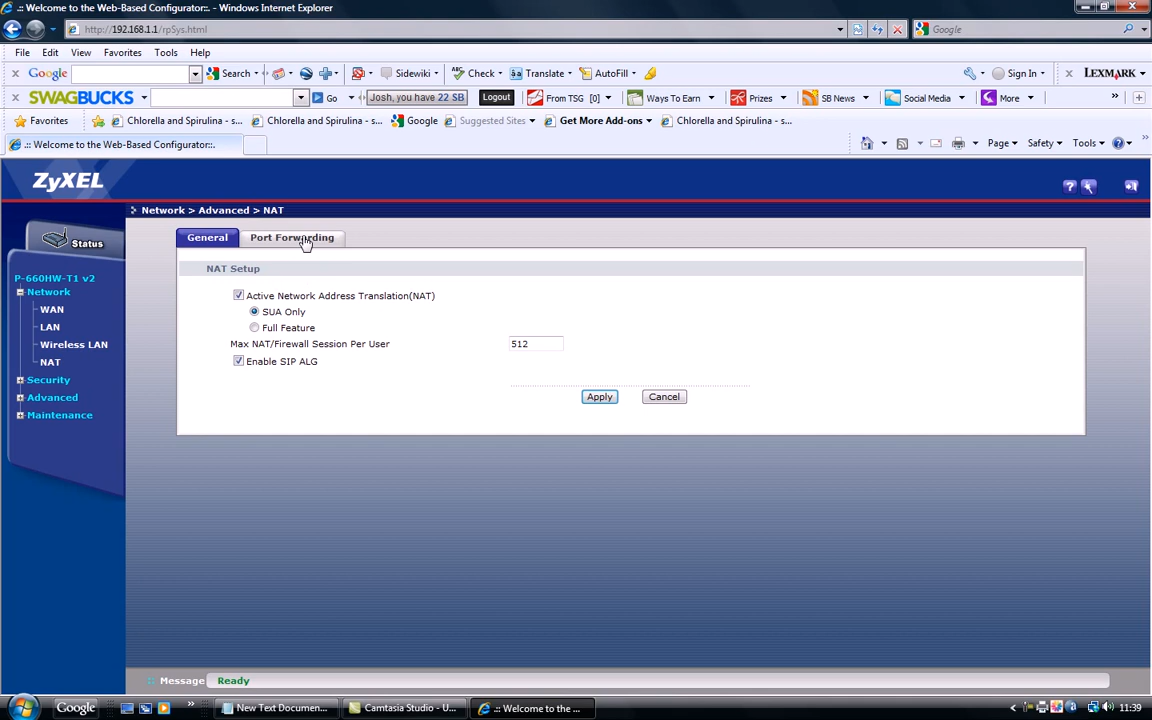 .:: Welcome to the Web-Based Configurator::. - Windows Internet Explorer
http://192.168.1.1/rpSys.html
Google
File Edit View Favorites Tools Help
x Google Search Sidewiki Check Translate AutoFill Sign In x LEXMARK
x SWAGBUCKS Go Josh, you have 22 SB Logout From TSG [0] Ways To Earn Prizes SB News Social Media More »
Favorites Chlorella and Spirulina - s... Chlorella and Spirulina - s... Google Suggested Sites Get More Add-ons Chlorella and Spirulina - s...
.:: Welcome to the Web-Based Configurator::. Page Safety Tools »
ZyXEL
Network > Advanced > NAT
Status
General Port Forwarding
NAT Setup
P-660HW-T1 v2
Network
WAN
LAN
Wireless LAN
NAT
Security
Advanced
Maintenance
Active Network Address Translation(NAT)
SUA Only
Full Feature
Max NAT/Firewall Session Per User 512
Enable SIP ALG
Apply Cancel
Message Ready
Google » New Text Documen... Camtasia Studio - U... .:: Welcome to the ... 11:39